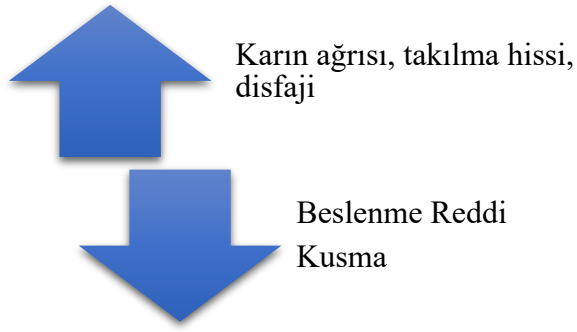 Karın ağrısı, takılma hissi,
disfaji
Beslenme Reddi
Kusma